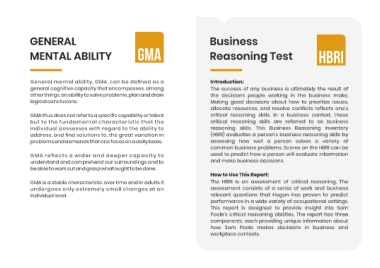 GENERAL
MENTAL ABILITY
GMA
General mental ability, GMA, can be defined as a
general cognitive capacity that encompasses, among
other things, an ability to solve problems, plan and draw
logical conclusions.
GMA thus does not refer to a specific capability or talent
but to the fundamental characteristic that the
individual possesses with regard to the ability to
address, and find solutions to, the great variation in
problems and demands that one faces on a daily basis.
GMA reflects a wider and deeper capacity to
understand and comprehend our surroundings and to
be able to work out and grasp what ought to be done.
GMA is a stable characteristic over time and in adults it
undergoes only extremely small changes at an
individual level.
Business
Reasoning Test
HBRI
Introduction:
The success of any business is ultimately the result of
the decisions people working in the business make.
Making good decisions about how to prioritize issues,
allocate resources, and resolve conflicts reflects one's
critical reasoning skills. In a business context, these
critical reasoning skills are referred to as business
reasoning skills. This Business Reasoning Inventory
(HBRI) evaluates a person's business reasoning skills by
assessing how well a person solves a variety of
common business problems. Scores on the HBRI can be
used to predict how a person will evaluate information
and make business decisions.
How to Use This Report:
The HBRI is an assessment of critical reasoning. The
assessment consists of a series of work and business
relevant questions that Hogan has proven to predict
performance in a wide variety of occupational settings.
This report is designed to provide insight into Sam
Poole's critical reasoning abilities. The report has three
components, each providing unique information about
how Sam Poole makes decisions in business and
workplace contexts.